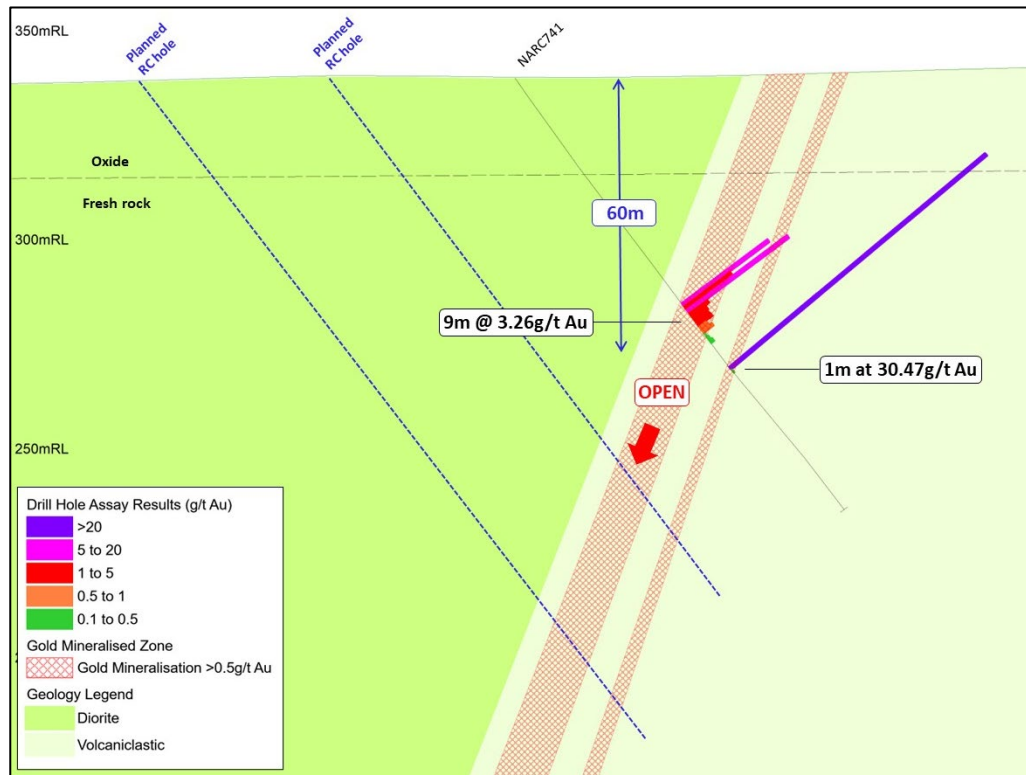 350mRL
Planned
RC hole
Planned
RC hole
NARC741
Oxide
Fresh rock
60m
300mRL
9m @ 3.26g/t Au
1m at 30.47g/t Au
OPEN
250mRL
Drill Hole Assay Results (g/t Au)
>20
5 to 20
1 to 5
0.5 to 1
0.1 to 0.5
Gold Mineralised Zone
Gold Mineralisation >0.5g/t Au
Geology Legend
Diorite
Volcaniclastic